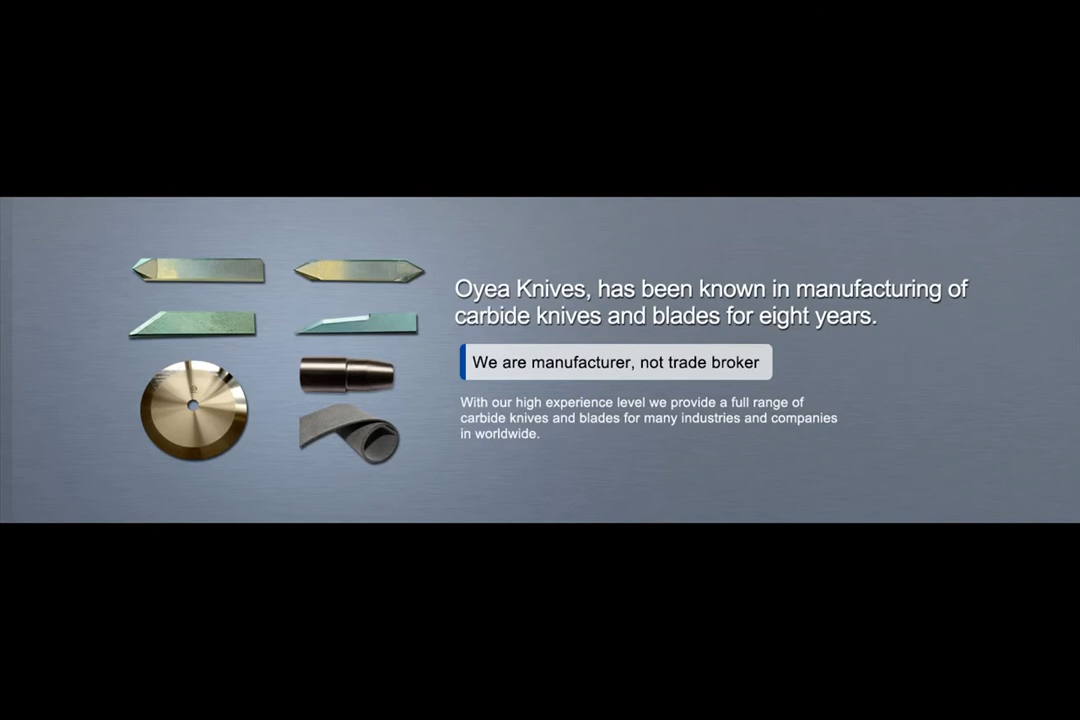 Oyea Knives, has been known in manufacturing of
carbide knives and blades for eight years.
We are manufacturer, not trade broker
With our high experience level we provide a full range of
carbide knives and blades for many industries and companies
in worldwide.